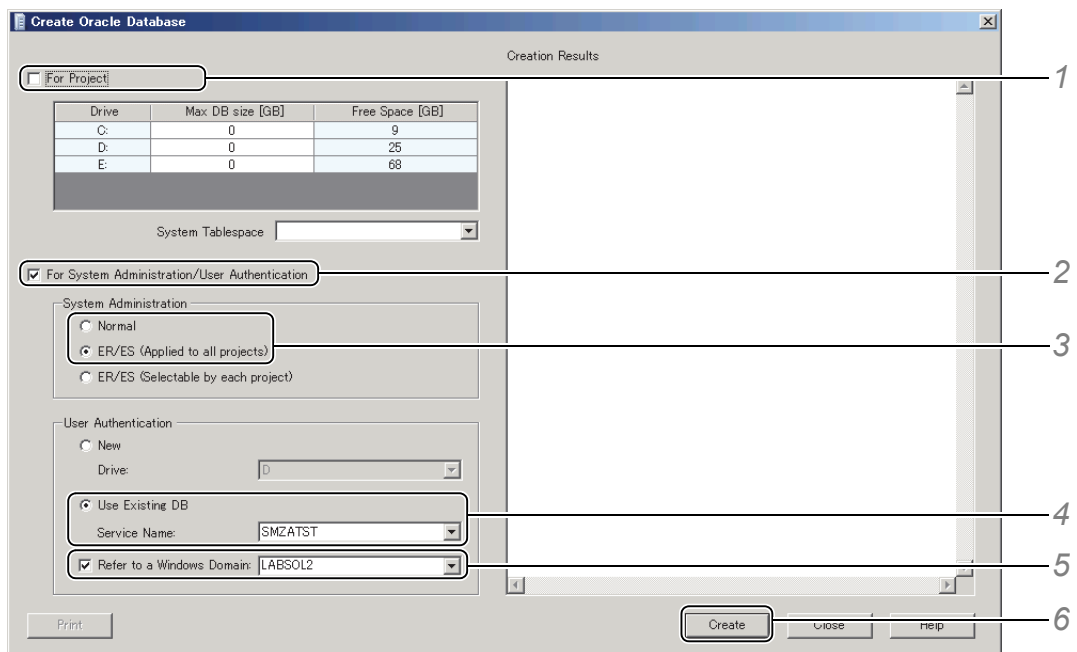 Create Oracle Database
Creation Results
For Project
1
Drive Max DB size [GB] Free Space [GB]
C: 0 9
D: 0 25
E: 0 68
System Tablespace
For System Administration/User Authentication
2
System Administration
Normal
ER/ES (Applied to all projects)
3
ER/ES (Selectable by each project)
User Authentication
New
Drive: D
Use Existing DB
4
Service Name: SMZATST
Refer to a Windows Domain: LABSOL2
5
Print Create Close Help
6